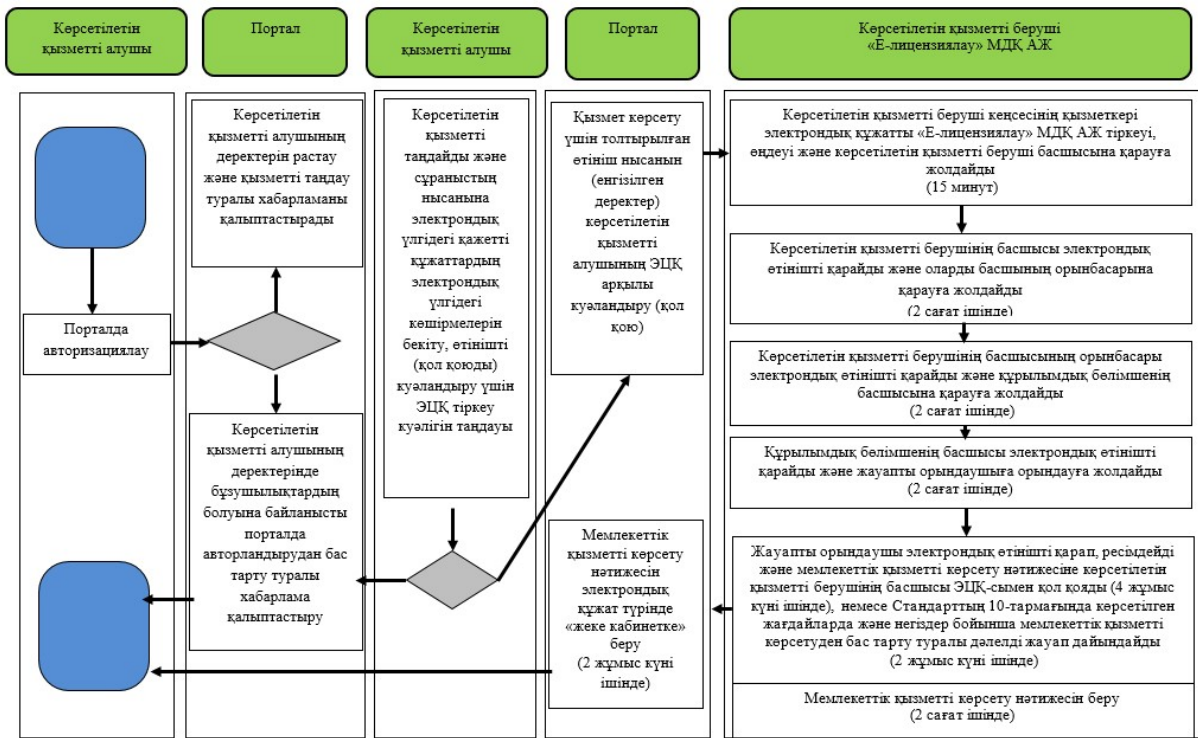 Көрсетілетін
қызметті алушы
Портал
Көрсетілетін
қызметті алушы
Портал
Көрсетілетін қызметті беруші
«Е-лицензиялау» МДҚ АЖ
Порталда
авторизациялау
Көрсетілетін
қызметті алушының
деректерін растау
және қызметті таңдау
туралы хабарламаны
қалыптастырады
Көрсетілетін
қызметті алушының
деректерінде
бұзушылықтардың
болуына байланысты
порталда
авторландырудан бас
тарту туралы
хабарлама
қалыптастыру
Көрсетілетін
қызметті
таңдайды және
сұраныстың
нысанына
электрондық
үлгідегі қажетті
құжаттардың
электрондық
үлгідегі
көшірмелерін
бекіту, өтінішті
(қол қоюды)
куәландыру үшін
ЭЦҚ тіркеу
куәлігін таңдауы
Қызмет көрсету
үшін толтырылған
өтініш нысанын
(енгізілген
деректер)
көрсетілетін
қызметті
алушының ЭЦҚ
арқылы
куәландыру (қол
қою)
Мемлекеттік
қызметті көрсету
нәтижесін
электрондық
құжат түрінде
«жеке кабинетке»
беру
(2 жұмыс күні
ішінде)
Көрсетілетін қызметті беруші кеңсесінің қызметкері
электрондық құжатты «Е-лицензиялау» МДҚ АЖ тіркеуі,
өңдеуі және көрсетілетін қызметті беруші басшысына қарауға
жолдайды
(15 минут)
Көрсетілетін қызметті берушінің басшысы электрондық
өтінішті қарайды және оларды басшының орынбасарына
қарауға жолдайды
(2 сағат ішінде)
Көрсетілетін қызметті берушінің басшысының орынбасары
электрондық өтінішті қарайды және құрылымдық бөлімшенің
басшысына қарауға жолдайды
(2 сағат ішінде)
Құрылымдық бөлімшенің басшысы электрондық өтінішті
қарайды және жауапты орындаушыға орындауға жолдайды
(2 сағат ішінде)
Жауапты орындаушы электрондық өтінішті қарап, ресімдейді
және мемлекеттік қызметті көрсету нәтижесіне көрсетілетін
қызметті берушінің басшысы ЭЦҚ-сымен қол қояды (4 жұмыс
күні ішінде), немесе Стандарттың 10-тармағында көрсетілген
жағдайларда және негіздер бойынша мемлекеттік қызметті
көрсетуден бас тарту туралы дәлелді жауап дайындайды
(2 жұмыс күні ішінде)
Мемлекеттік қызметті көрсету нәтижесін беру
(2 сағат ішінде)